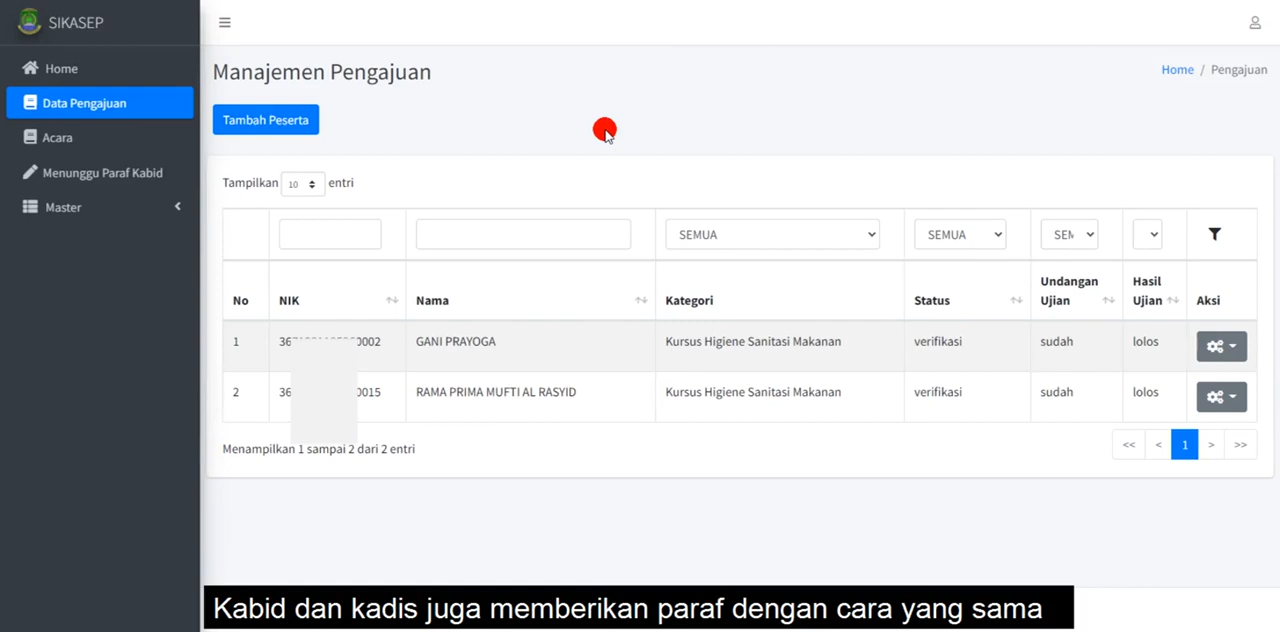 SIKASEP
Home
Data Pengajuan
Acara
Menunggu Paraf Kabid
Master
Manajemen Pengajuan
Home / Pengajuan
Tambah Peserta
Tampilkan 10 entri
SEMUA SEMUA
No NIK Nama Kategori Status Undangan Ujian Hasil Ujian Aksi
1 36 0002 GANI PRAYOGA Kursus Higiene Sanitasi Makanan verifikasi sudah lolos
2 36 0015 RAMA PRIMA MUFTI AL RASYID Kursus Higiene Sanitasi Makanan verifikasi sudah lolos
Menampilkan 1 sampai 2 dari 2 entri
<< < 1 > >>
Kabid dan kadis juga memberikan paraf dengan cara yang sama